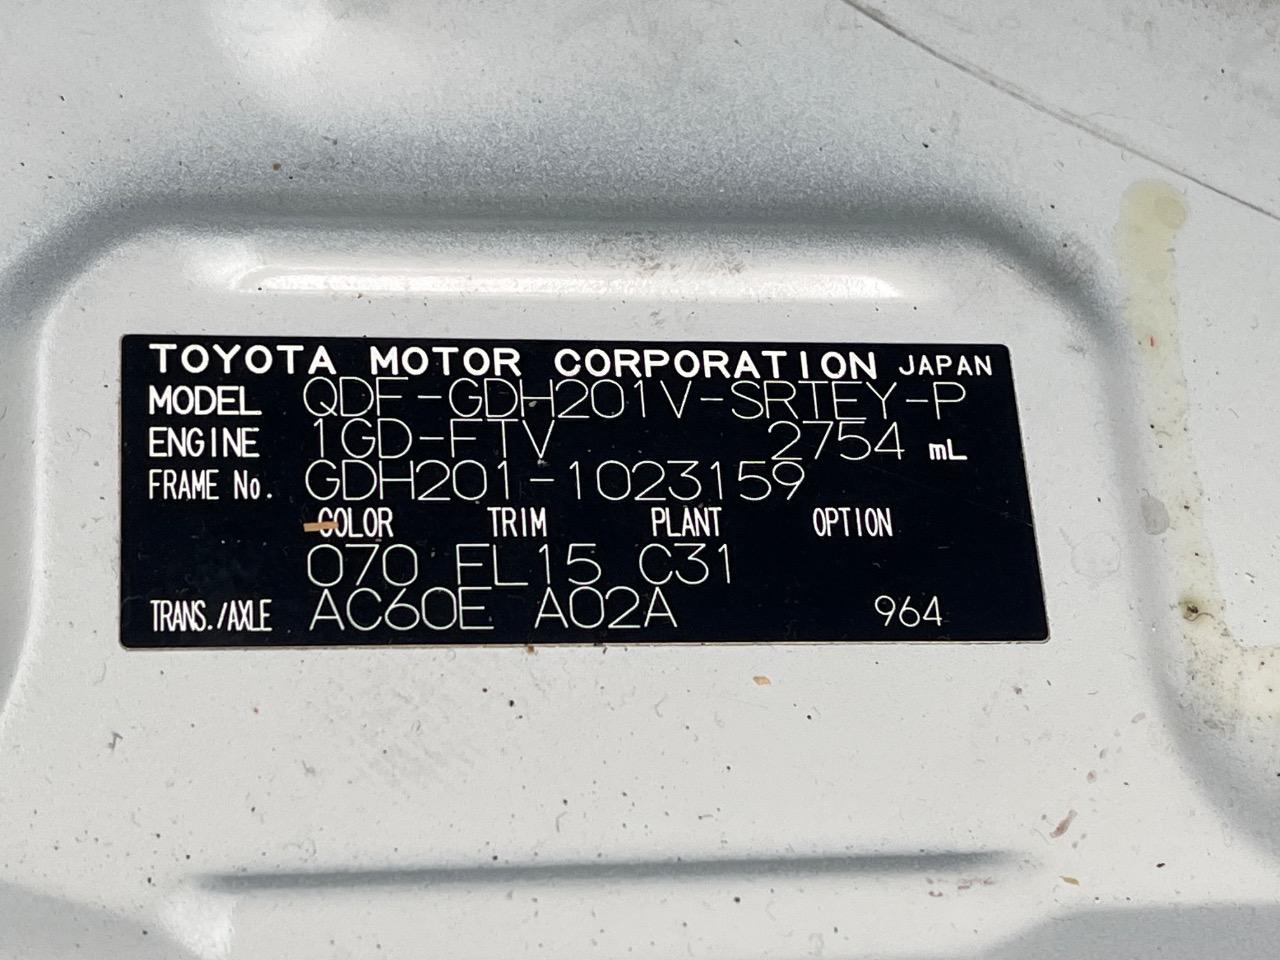 TOYOTA MOTOR CORPORATION JAPAN
MODEL QDF-GDH201V-SRTEY-P
ENGINE 1GD-FTV 2754 mL
FRAME No. GDH201-1023159
COLOR TRIM PLANT OPTION
070 FL15 C31
TRANS./AXLE AC60E A02A 964